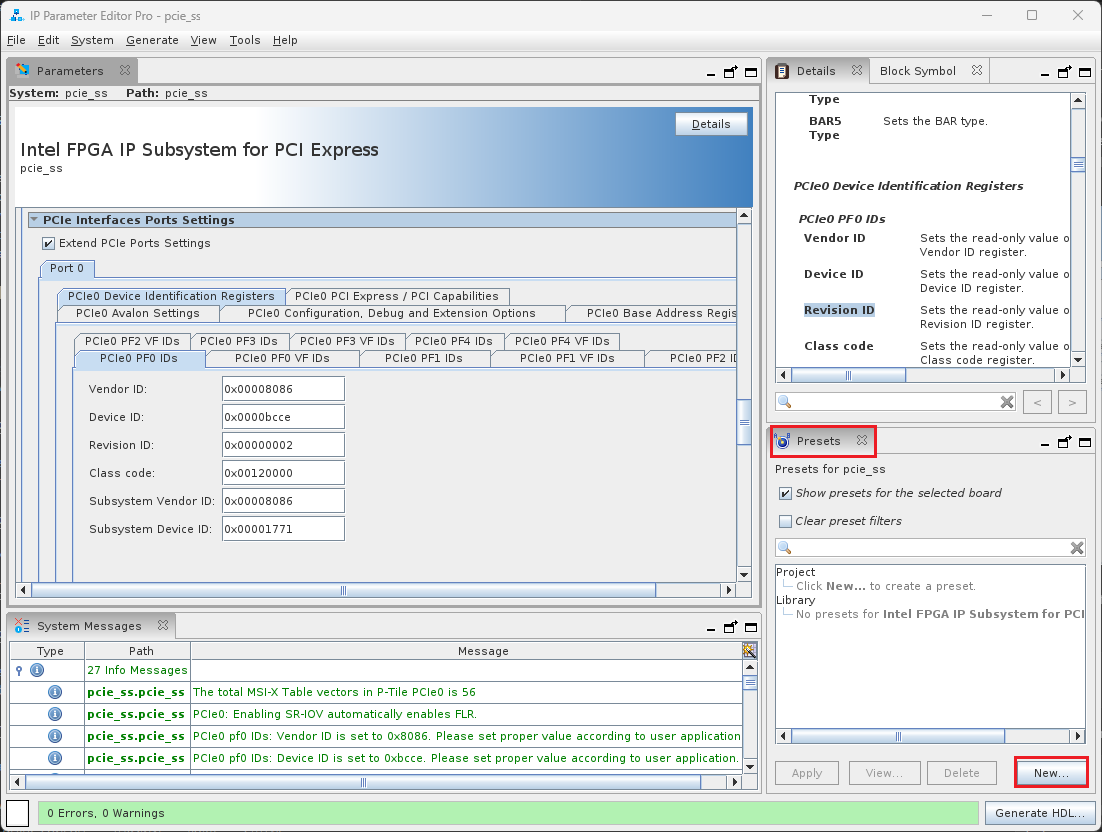 IP Parameter Editor Pro - pcie_ss
File Edit System Generate View Tools Help
Parameters
System: pcie_ss Path: pcie_ss
Details
Intel FPGA IP Subsystem for PCI Express
pcie_ss
PCIe Interfaces Ports Settings
Extend PCIe Ports Settings
Port 0
PCIe0 Device Identification Registers PCIe0 PCI Express / PCI Capabilities
PCIe0 Avalon Settings PCIe0 Configuration, Debug and Extension Options PCIe0 Base Address Regis
PCIe0 PF2 VF IDs PCIe0 PF3 IDs PCIe0 PF3 VF IDs PCIe0 PF4 IDs PCIe0 PF4 VF IDs
PCIe0 PF0 IDs PCIe0 PF0 VF IDs PCIe0 PF1 IDs PCIe0 PF1 VF IDs PCIe0 PF2 ID
Vendor ID: 0x00008086
Device ID: 0x0000bcce
Revision ID: 0x00000002
Class code: 0x00120000
Subsystem Vendor ID: 0x00008086
Subsystem Device ID: 0x00001771
System Messages
Type Path Message
27 Info Messages
pcie_ss.pcie_ss The total MSI-X Table vectors in P-Tile PCIe0 is 56
pcie_ss.pcie_ss PCIe0: Enabling SR-IOV automatically enables FLR.
pcie_ss.pcie_ss PCIe0 pf0 IDs: Vendor ID is set to 0x8086. Please set proper value according to user application
pcie_ss.pcie_ss PCIe0 pf0 IDs: Device ID is set to 0xbcce. Please set proper value according to user application.
0 Errors, 0 Warnings
Details Block Symbol
Type
BAR5 Sets the BAR type.
Type
PCIe0 Device Identification Registers
PCIe0 PF0 IDs
Vendor ID Sets the read-only value o
Vendor ID register.
Device ID Sets the read-only value o
Device ID register.
Revision ID Sets the read-only value o
Revision ID register.
Class code Sets the read-only value o
Class code register.
< >
Presets
Presets for pcie_ss
Show presets for the selected board
Clear preset filters
Project
Click New... to create a preset.
Library
No presets for Intel FPGA IP Subsystem for PCI
Apply View... Delete New...
Generate HDL...